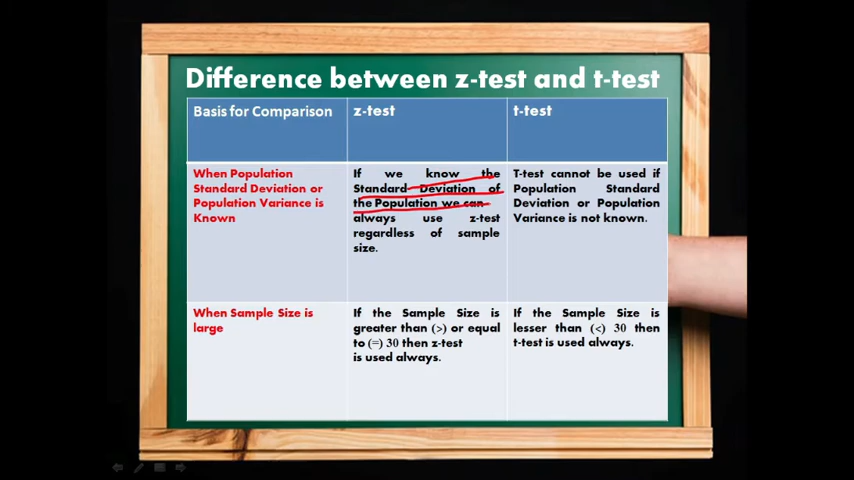 Difference between z-test and t-test
Basis for Comparison
z-test
t-test
When Population
Standard Deviation or
Population Variance is
Known
If we know the
Standard Deviation of
the Population we can
always use z-test
regardless of sample
size.
T-test cannot be used if
Population Standard
Deviation or Population
Variance is not known.
When Sample Size is
large
If the Sample Size is
greater than (>) or equal
to (=) 30 then z-test
is used always.
If the Sample Size is
lesser than (<) 30 then
t-test is used always.